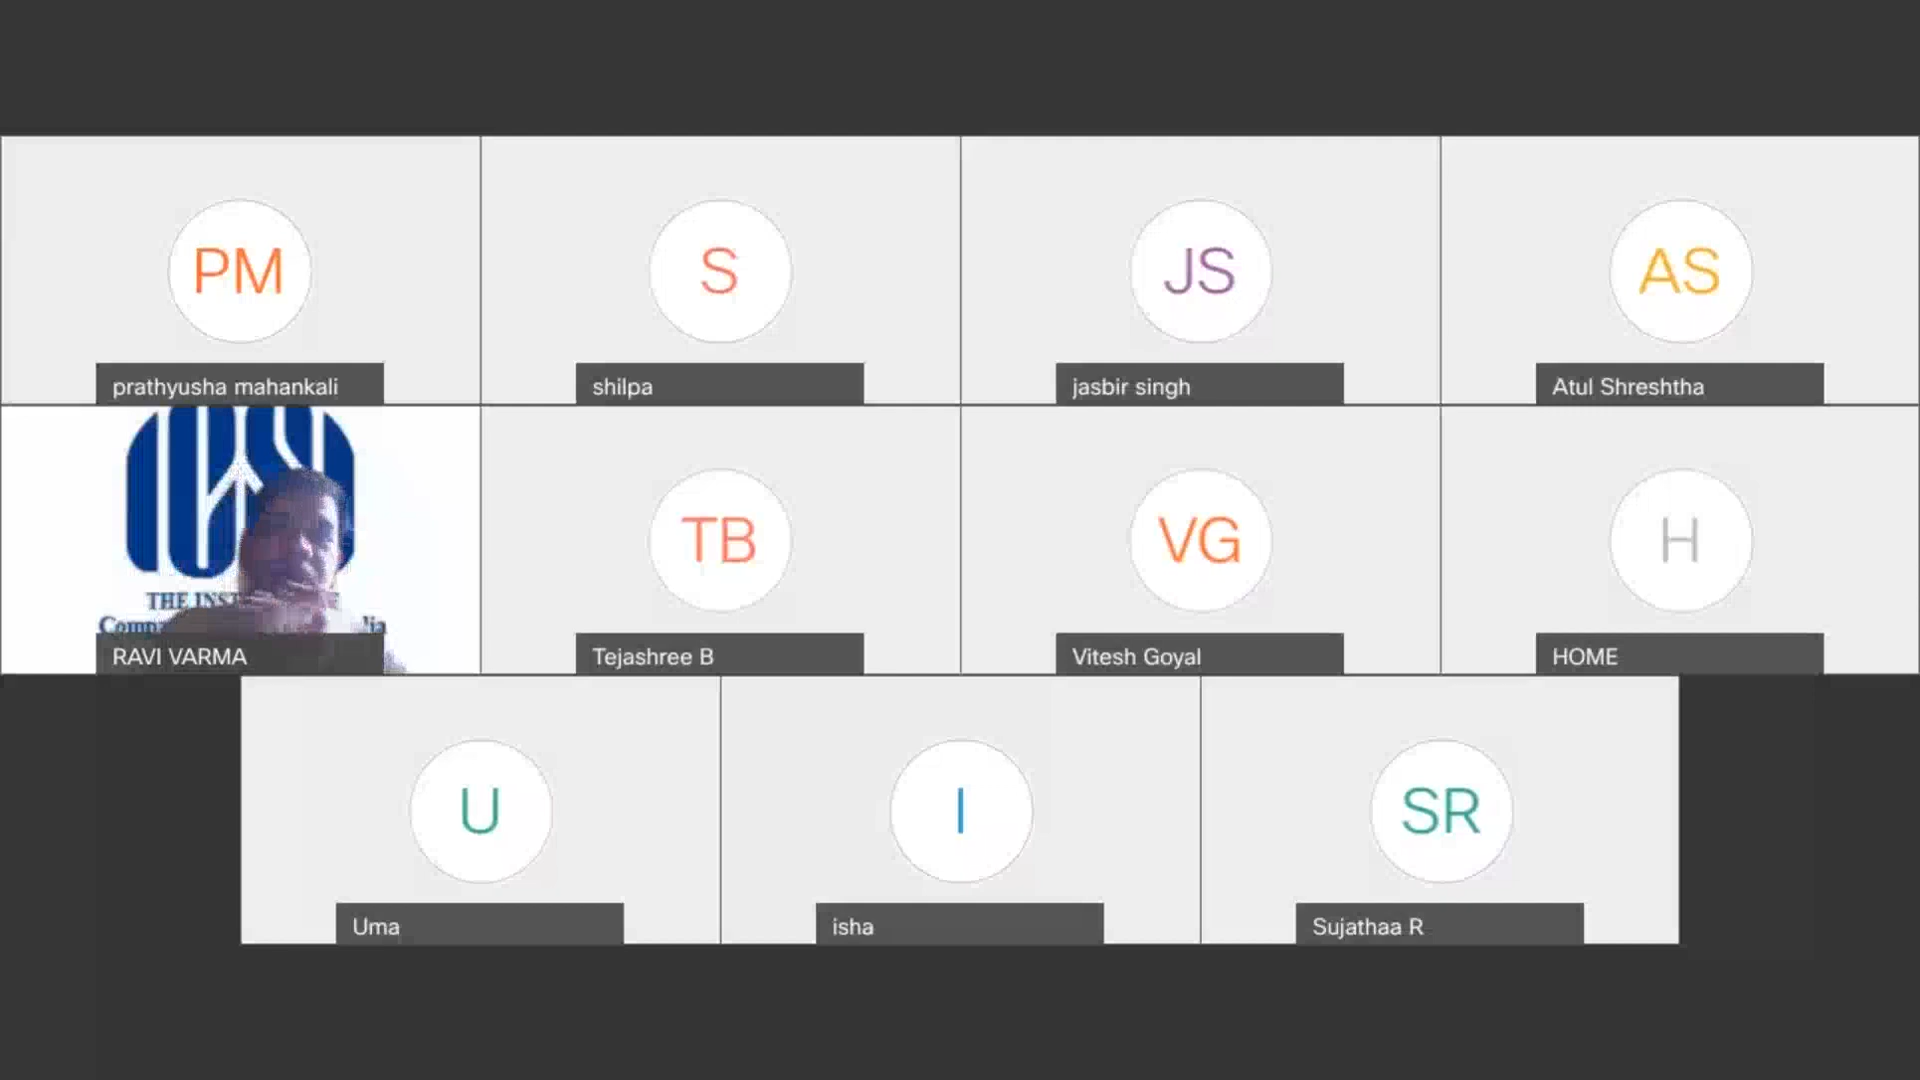 PM
prathyusha mahankali
S
shilpa
JS
jasbir singh
AS
Atul Shreshtha
THE
RAVI VARMA
TB
Tejashree B
VG
Vitesh Goyal
H
HOME
U
Uma
I
isha
SR
Sujathaa R